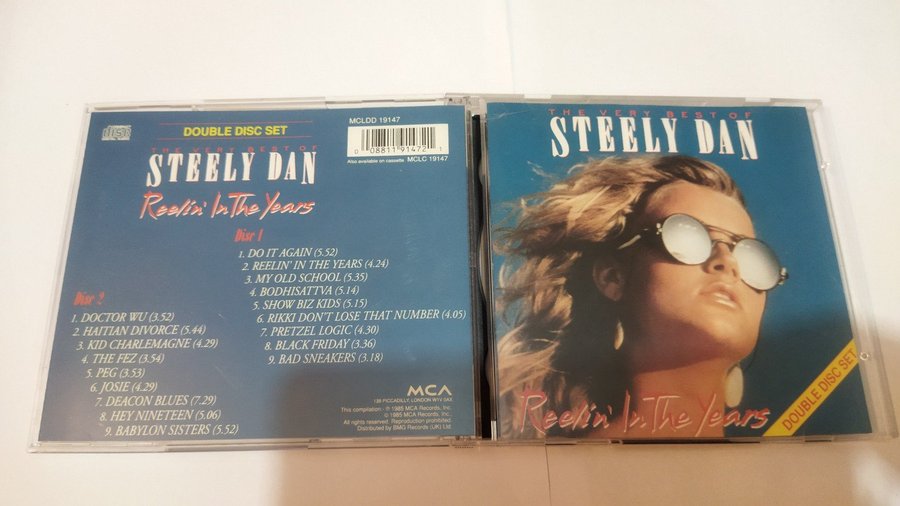 COMPACT disc DIGITAL AUDIO
DOUBLE DISC SET
THE VERY BEST OF
STEELY DAN
Reelin' In The Years
MCLDD 19147
0 08811 91472 1
Also available on cassette MCLC 19147
Disc 1
1. DO IT AGAIN (5.52)
2. REELIN' IN THE YEARS (4.24)
3. MY OLD SCHOOL (5.35)
4. BODHISATTVA (5.14)
5. SHOW BIZ KIDS (5.15)
6. RIKKI DON'T LOSE THAT NUMBER (4.05)
7. PRETZEL LOGIC (4.30)
8. BLACK FRIDAY (3.36)
9. BAD SNEAKERS (3.18)
Disc 2
1. DOCTOR WU (3.52)
2. HAITIAN DIVORCE (5.44)
3. KID CHARLEMAGNE (4.29)
4. THE FEZ (3.54)
5. PEG (3.53)
6. JOSIE (4.29)
7. DEACON BLUES (7.29)
8. HEY NINETEEN (5.06)
9. BABYLON SISTERS (5.52)
MCA
139 PICCADILLY, LONDON W1V 0AX
This compilation - ℗ 1985 MCA Records, Inc.
© 1985 MCA Records, Inc.
All rights reserved. Reproduction prohibited.
Distributed by BMG Records (UK) Ltd
THE VERY BEST OF
STEELY DAN
Reelin' In The Years
DOUBLE DISC SET